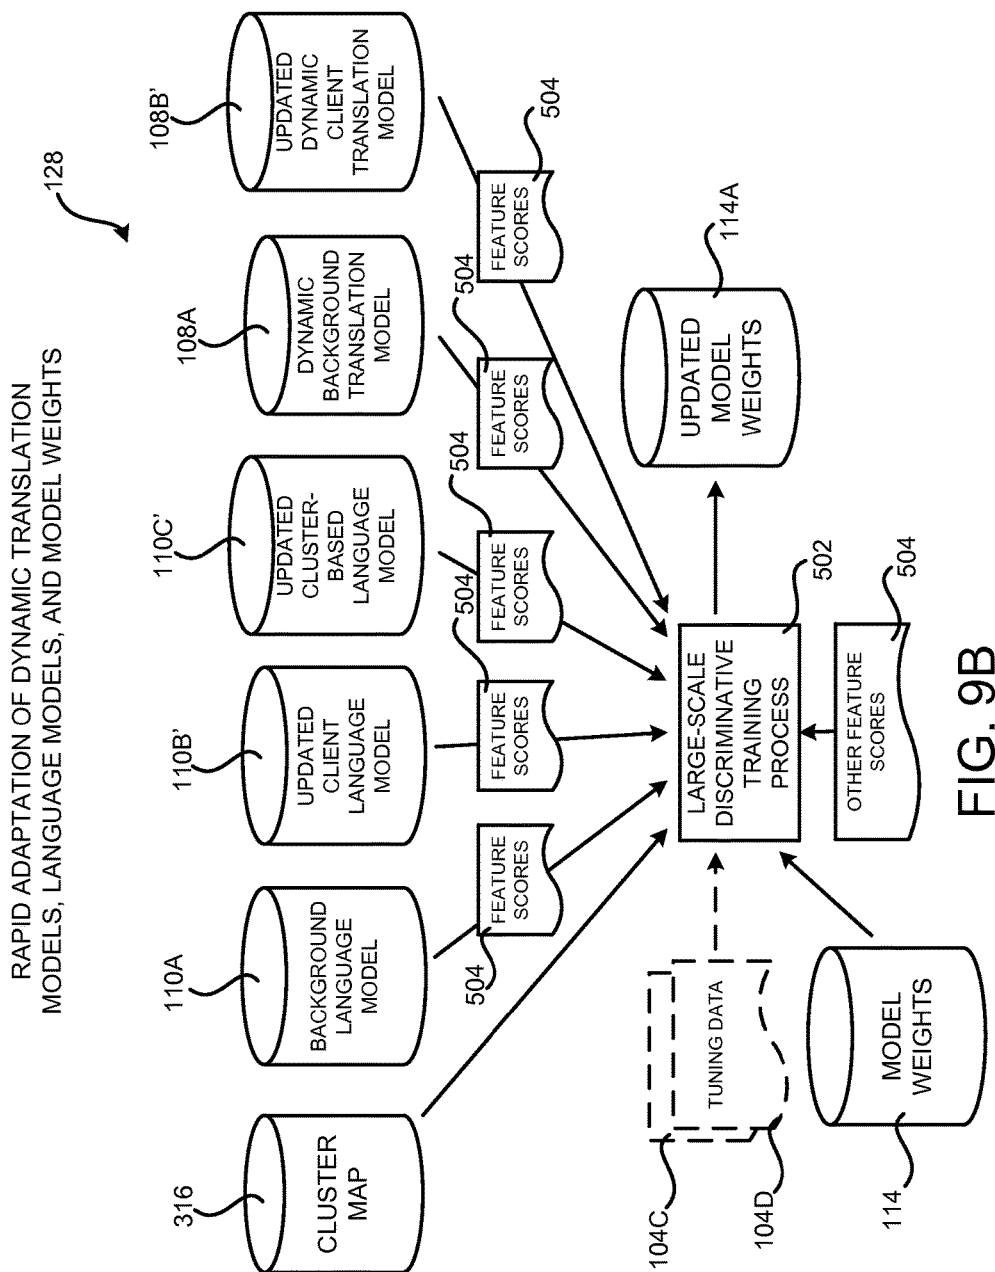 RAPID ADAPTATION OF DYNAMIC TRANSLATION
MODELS, LANGUAGE MODELS, AND MODEL WEIGHTS
128
316
CLUSTER
MAP
110A
BACKGROUND
LANGUAGE
MODEL
110B'
UPDATED
CLIENT
LANGUAGE
MODEL
110C'
UPDATED
CLUSTER-
BASED LANGUAGE
MODEL
108A
DYNAMIC
BACKGROUND
TRANSLATION
MODEL
108B'
UPDATED
DYNAMIC
CLIENT
TRANSLATION
MODEL
504
FEATURE
SCORES
504
FEATURE
SCORES
504
FEATURE
SCORES
504
FEATURE
SCORES
504
FEATURE
SCORES
104C
TUNING DATA
104D
LARGE-SCALE
DISCRIMINATIVE
TRAINING
PROCESS
502
UPDATED
MODEL
WEIGHTS
114A
MODEL
WEIGHTS
114
OTHER FEATURE
SCORES
504
FIG. 9B